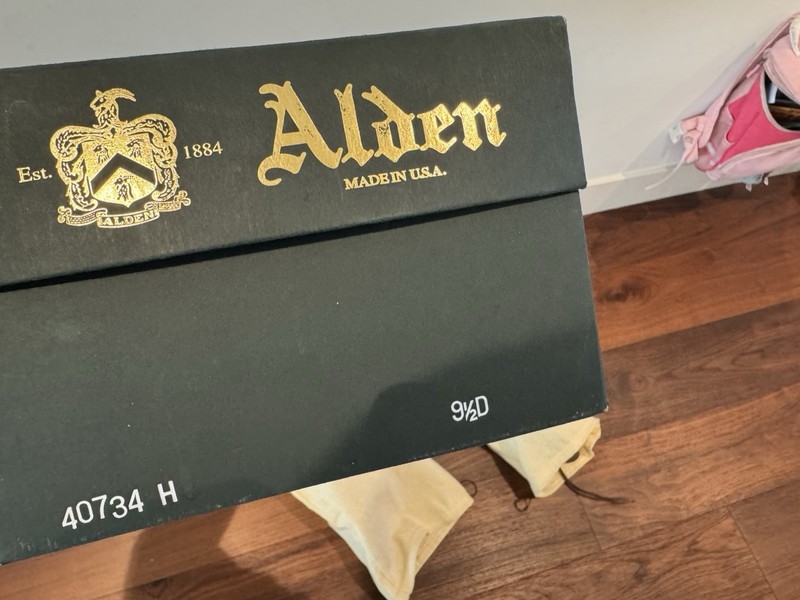 Est. 1884
ALDEN
Alden
MADE IN U.S.A.
9½D
40734 H